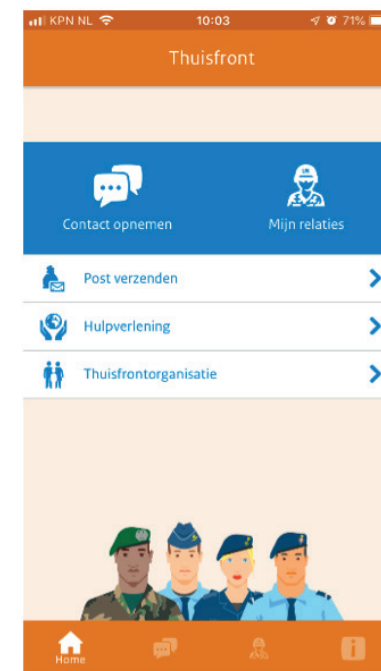 KPN NL 10:03 71%
Thuisfront
Contact opnemen Mijn relaties
Post verzenden
Hulpverlening
Thuisfrontorganisatie
Home